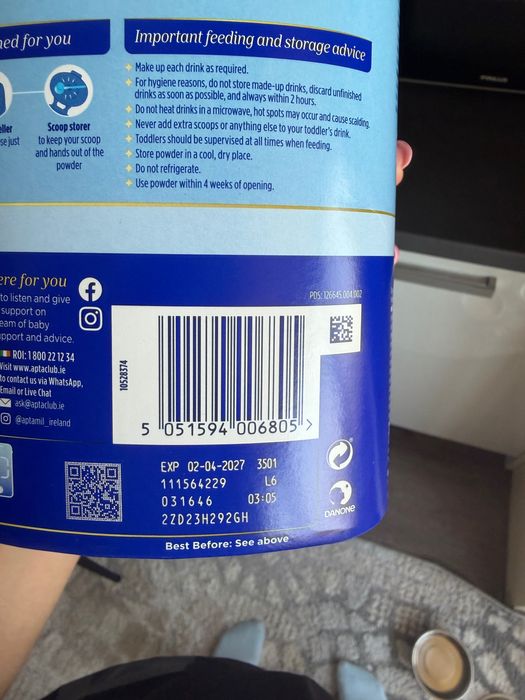 ned for you
Important feeding and storage advice
Make up each drink as required.
For hygiene reasons, do not store made-up drinks, discard unfinished
drinks as soon as possible, and always within 2 hours.
Do not heat drinks in a microwave, hot spots may occur and cause scalding.
Never add extra scoops or anything else to your toddler's drink.
Toddlers should be supervised at all times when feeding.
Store powder in a cool, dry place.
Do not refrigerate.
Use powder within 4 weeks of opening.
eller
se just
Scoop storer
to keep your scoop
and hands out of the
powder
ere for you
to listen and give
support on
eam of baby
pport and advice.
ROI: 1800 22 12 34
Visit www.aptaclub.ie
to contact us via WhatsApp,
Email or Live Chat
ask@aptaclub.ie
@aptamil_ireland
PDS: 126645.004.002
10528374
5 051594 006805 >
EXP 02-04-2027 3S01
111564229 L6
031646 03:05
2ZD23H292GH
DANONE
Best Before: See above